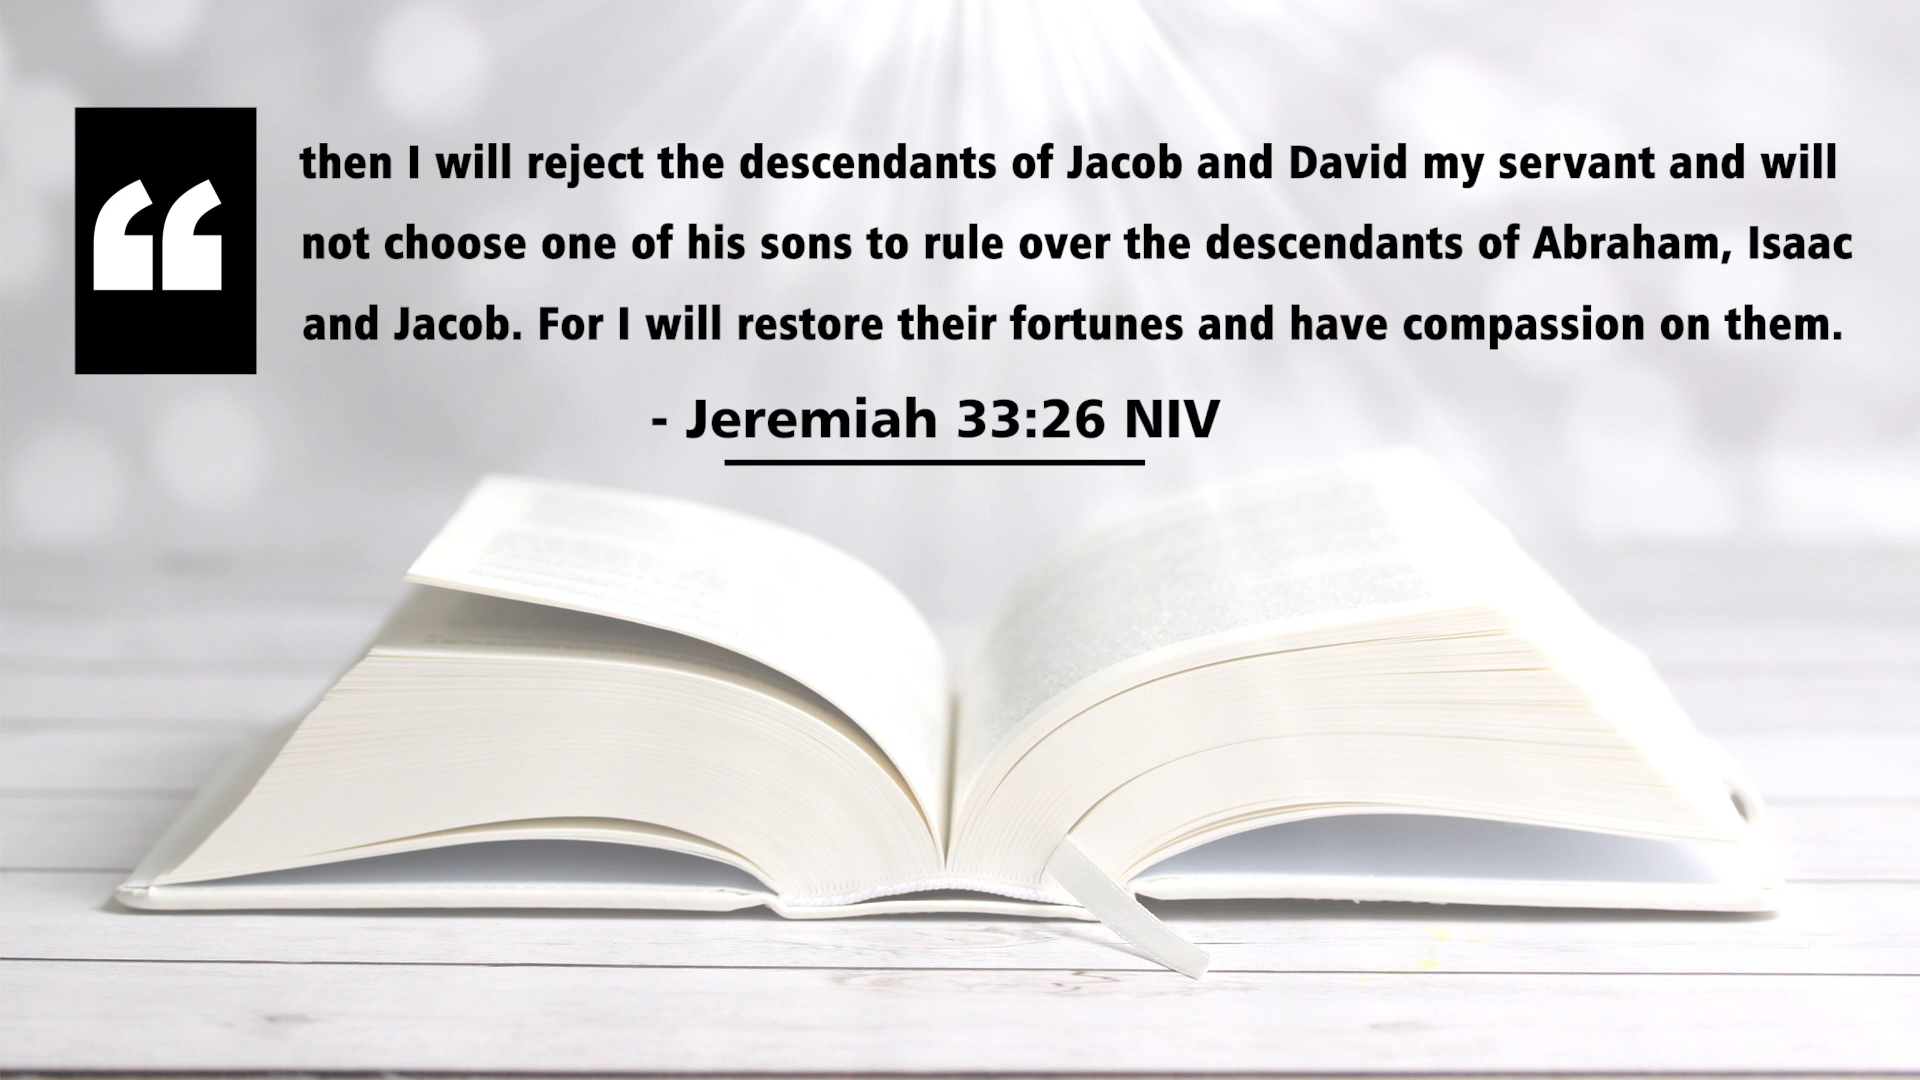 then I will reject the descendants of Jacob and David my servant and will
not choose one of his sons to rule over the descendants of Abraham, Isaac
and Jacob. For I will restore their fortunes and have compassion on them.
- Jeremiah 33:26 NIV